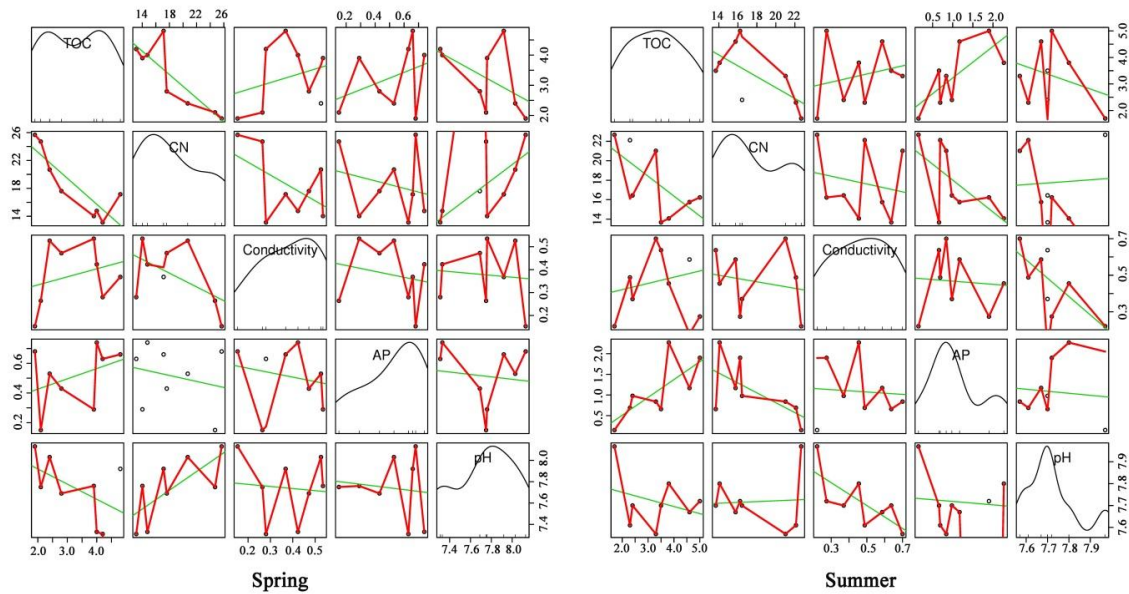 14 18 22 26 0.2 0.4 0.6 14 16 18 20 22 0.5 1.0 1.5 2.0
TOC 2.0 3.0 4.0 TOC 2.0 3.0 4.0 5.0
14 18 22 26 CN 14 16 18 20 22 CN
Conductivity 0.2 0.3 0.4 0.5 Conductivity 0.3 0.5 0.7
0.2 0.4 0.6 AP 0.5 1.0 1.5 2.0 AP
pH 7.4 7.6 7.8 8.0 pH 7.6 7.7 7.8 7.9
2.0 3.0 4.0 0.2 0.3 0.4 0.5 7.4 7.6 7.8 8.0 2.0 3.0 4.0 5.0 0.3 0.5 0.7 7.6 7.7 7.8 7.9
Spring Summer